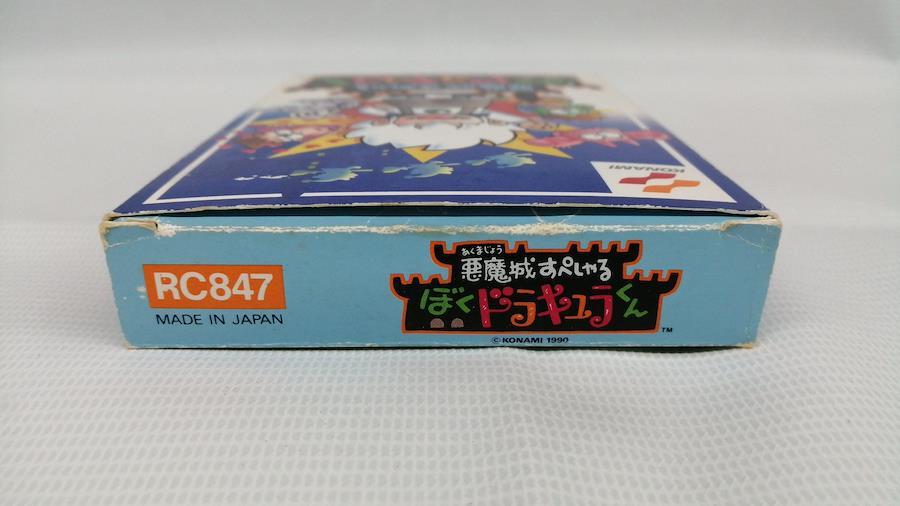 KONAMI
RC847
MADE IN JAPAN
あくまじょう
悪魔城すぺしゃる
ぼくドラキュラくん
TM
©KONAMI 1990